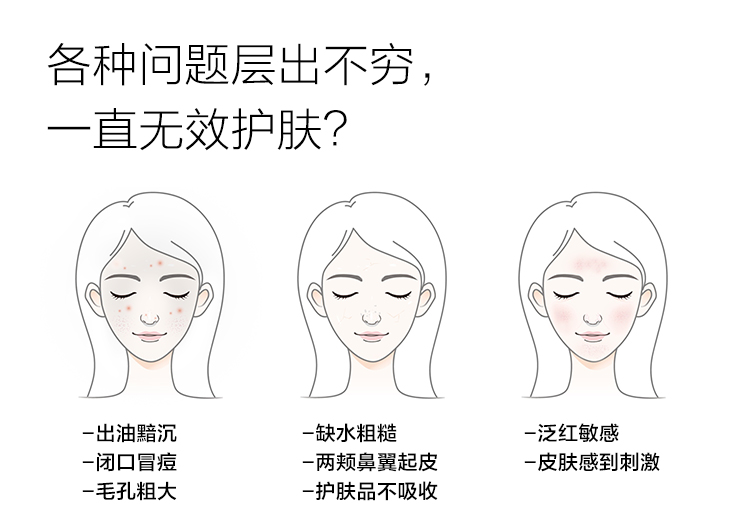 各种问题层出不穷，
一直无效护肤？
–出油黯沉
–闭口冒痘
–毛孔粗大
–缺水粗糙
–两颊鼻翼起皮
–护肤品不吸收
–泛红敏感
–皮肤感到刺激